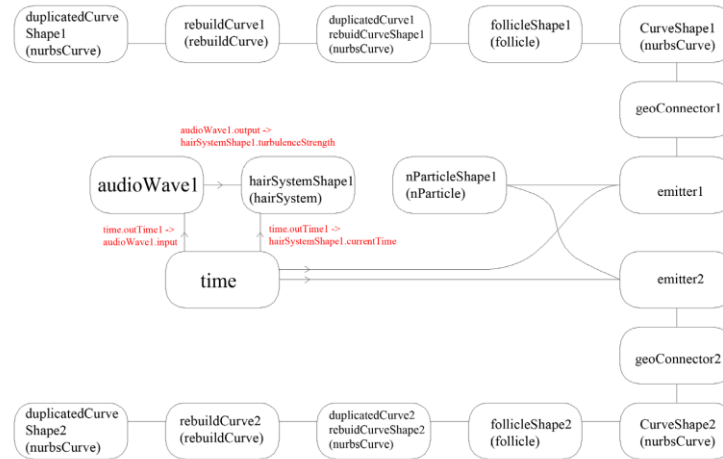 duplicatedCurve
Shape1
(nurbsCurve)
rebuildCurve1
(rebuildCurve)
duplicatedCurve1
rebuidCurveShape1
(nurbsCurve)
follicleShape1
(follicle)
CurveShape1
(nurbsCurve)
geoConnector1
audioWave1.output ->
hairSystemShape1.turbulenceStrength
audioWave1
hairSystemShape1
(hairSystem)
nParticleShape1
(nParticle)
emitter1
time.outTime1 ->
audioWave1.input
time.outTime1 ->
hairSystemShape1.currentTime
time
emitter2
geoConnector2
duplicatedCurve
Shape2
(nurbsCurve)
rebuildCurve2
(rebuildCurve)
duplicatedCurve2
rebuidCurveShape2
(nurbsCurve)
follicleShape2
(follicle)
CurveShape2
(nurbsCurve)